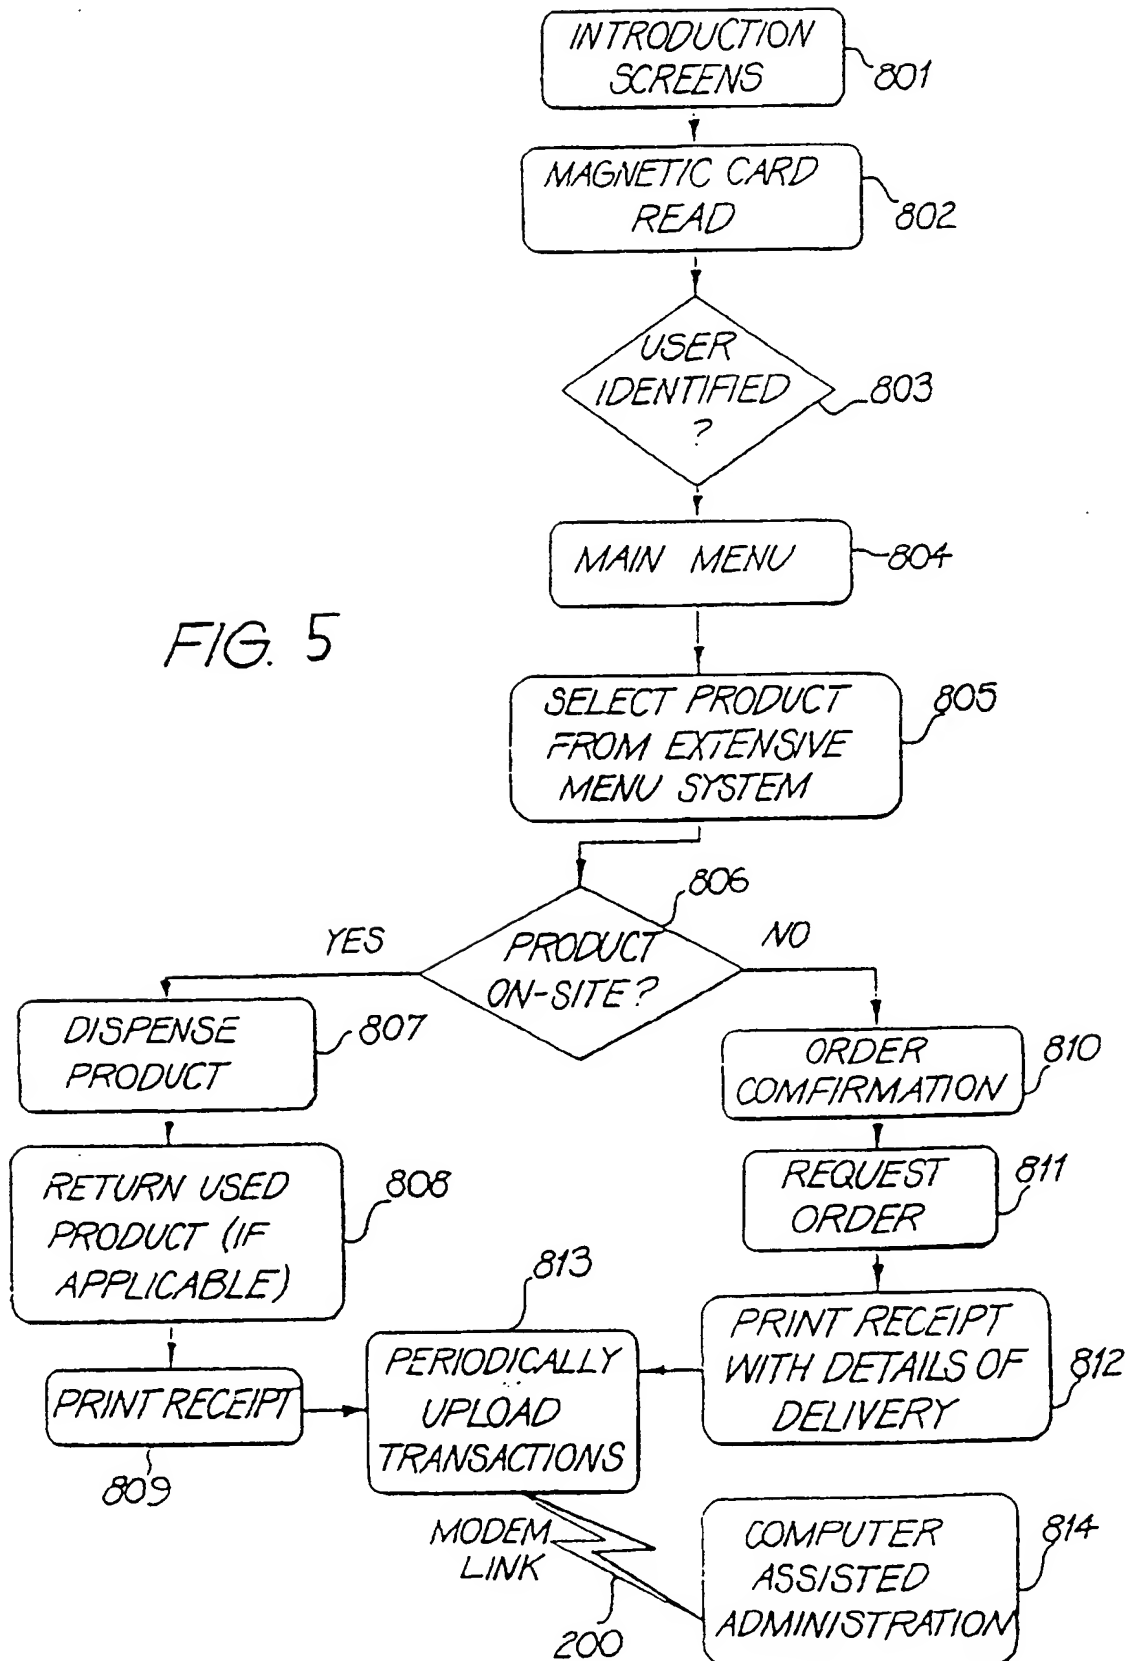 INTRODUCTION
SCREENS
801
MAGNETIC CARD
READ
802
USER
IDENTIFIED
?
803
MAIN MENU
804
FIG. 5
SELECT PRODUCT
FROM EXTENSIVE
MENU SYSTEM
805
806
YES
PRODUCT
ON-SITE?
NO
DISPENSE
PRODUCT
807
ORDER
COMFIRMATION
810
RETURN USED
PRODUCT (IF
APPLICABLE)
808
REQUEST
ORDER
811
813
PRINT RECEIPT
809
PERIODICALLY
UPLOAD
TRANSACTIONS
PRINT RECEIPT
WITH DETAILS OF
DELIVERY
812
MODEM
LINK
200
COMPUTER
ASSISTED
ADMINISTRATION
814